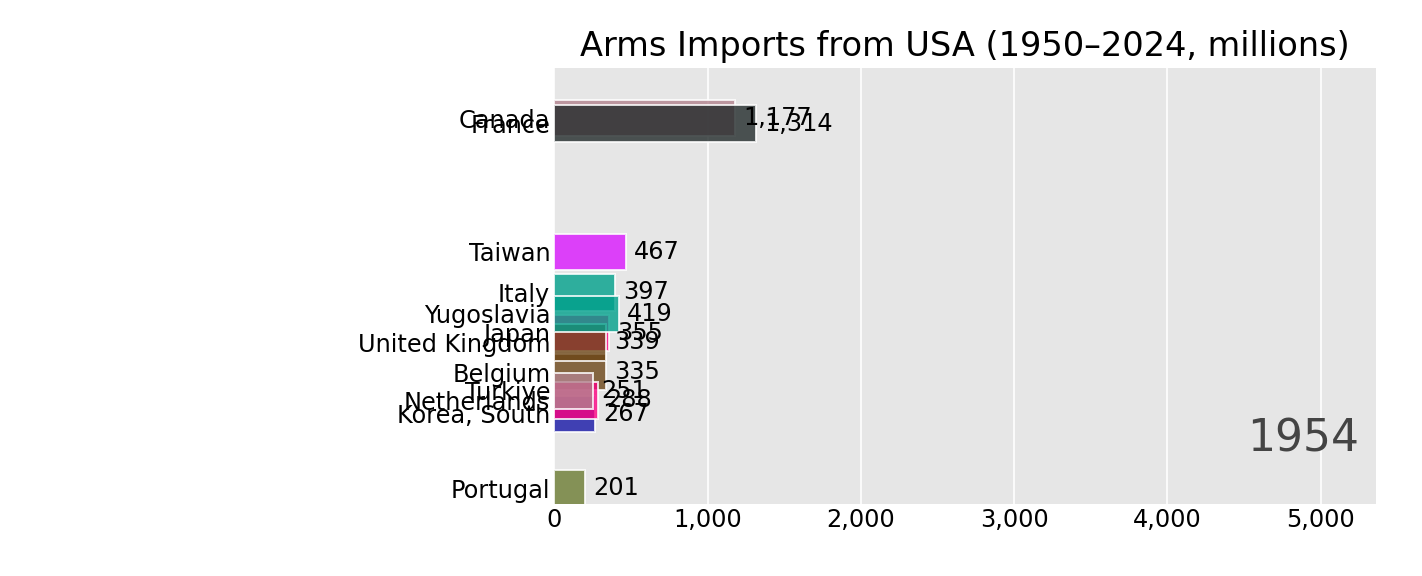 Arms Imports from USA (1950–2024, millions)
Canada 1,177
France 1,314
Taiwan 467
Italy 397
Yugoslavia 419
Japan 355
United Kingdom 339
Belgium 335
Türkiye 251
Netherlands 288
Korea, South 267
1954
Portugal 201
0 1,000 2,000 3,000 4,000 5,000